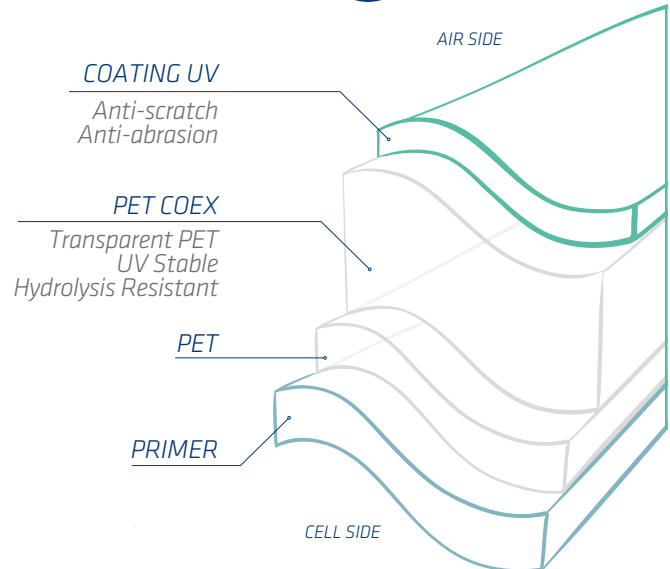 AIR SIDE
COATING UV
Anti-scratch
Anti-abrasion
PET COEX
Transparent PET
UV Stable
Hydrolysis Resistant
PET
PRIMER
CELL SIDE